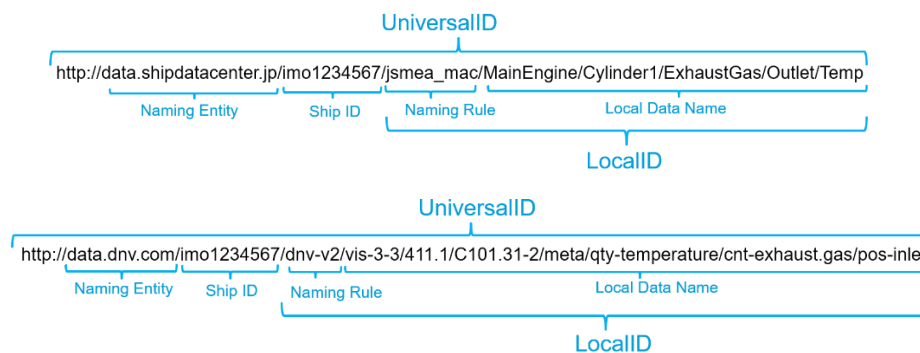 UniversalID
http://data.shipdatacenter.jp/imo1234567/jsmea_mac/MainEngine/Cylinder1/ExhaustGas/Outlet/Temp
Naming Entity Ship ID Naming Rule Local Data Name
LocalID
UniversalID
http://data.dnv.com/imo1234567/dnv-v2/vis-3-3/411.1/C101.31-2/meta/qty-temperature/cnt-exhaust.gas/pos-inle
Naming Entity Ship ID Naming Rule Local Data Name
LocalID